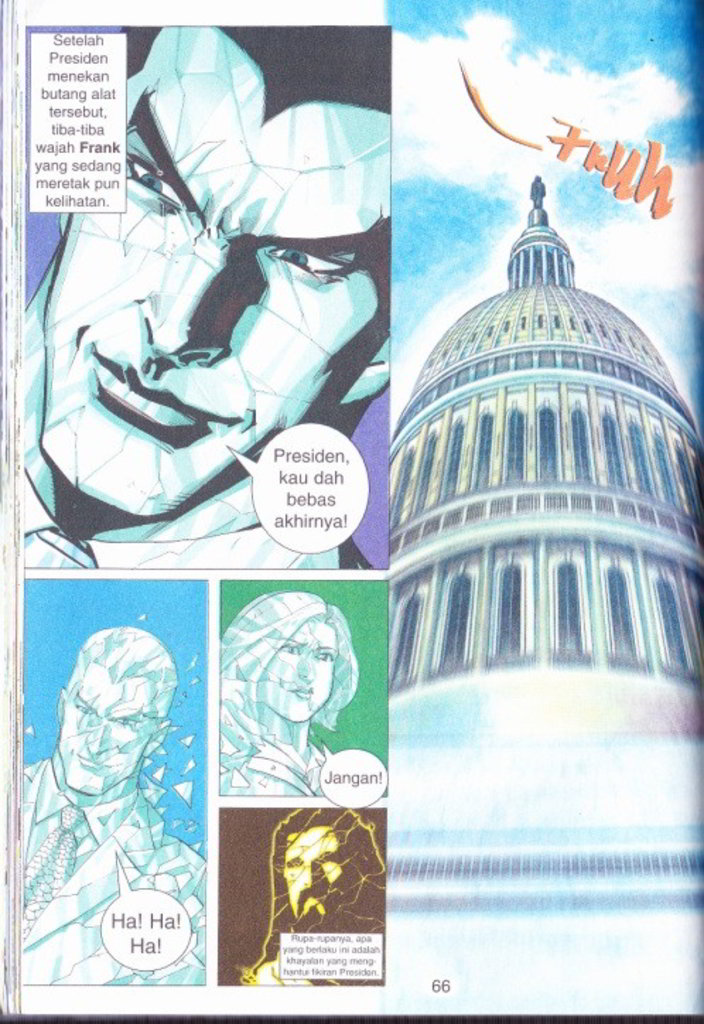 Setelah
Presiden
menekan
butang alat
tersebut,
tiba-tiba
wajah Frank
yang sedang
meretak pun
kelihatan.
Presiden,
kau dah
bebas
akhirnya!
Ha! Ha!
Ha!
Jangan!
Rupa-rupanya, apa
yang berlaku ini adalah
khayalan yang meng-
hantui fikiran Presiden.
66